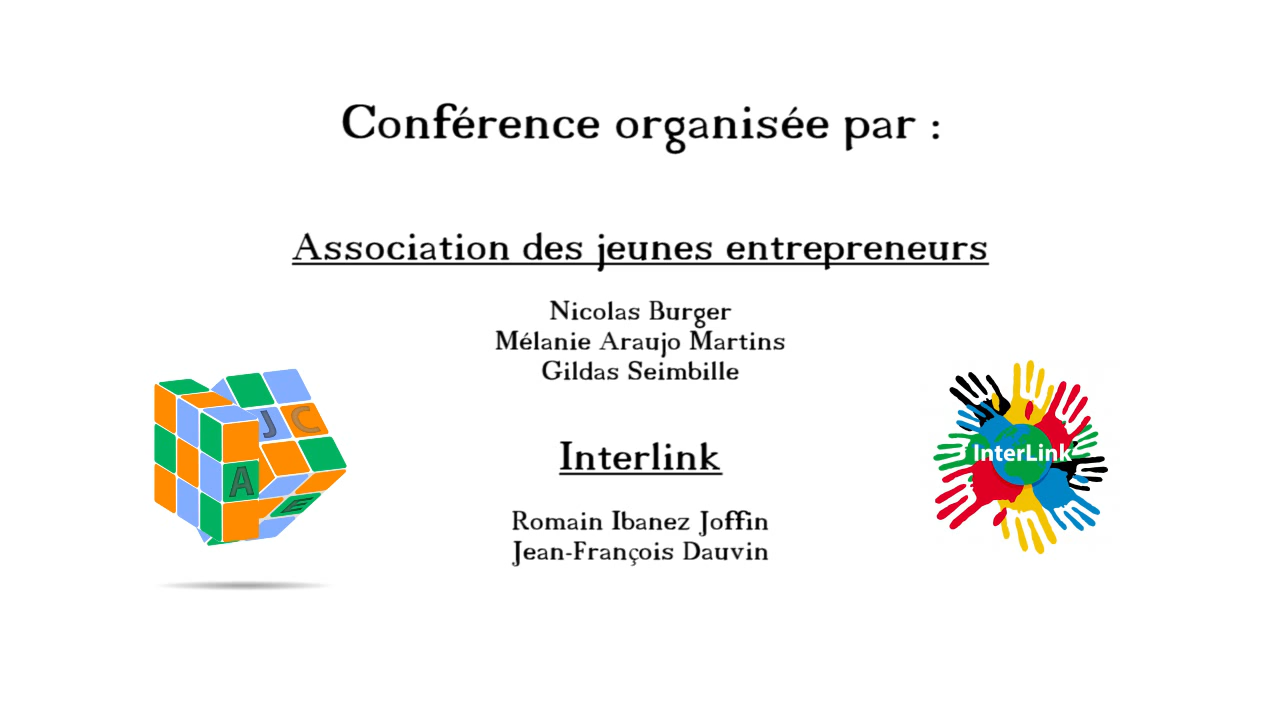 Conférence organisée par :
Association des jeunes entrepreneurs
Nicolas Burger
Mélanie Araujo Martins
Gildas Seimbille
J C
A
E
InterLink
Interlink
Romain Ibanez Joffin
Jean-François Dauvin